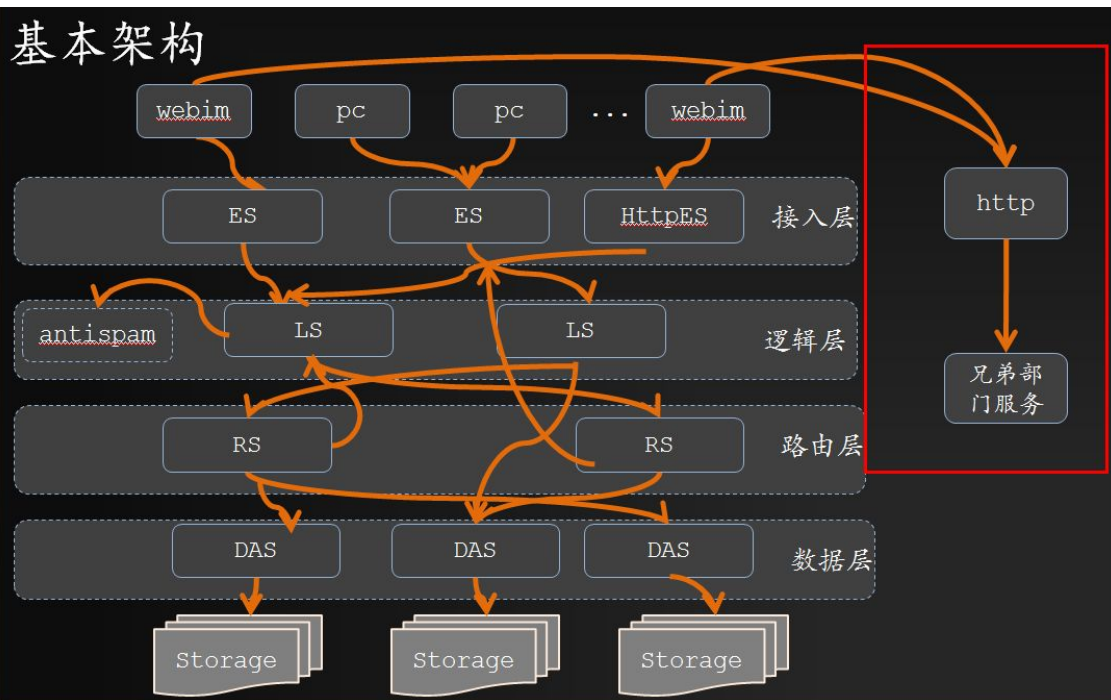 基本架构
webim
pc
pc
...
webim
ES
ES
HttpES
接入层
http
antispam
LS
LS
逻辑层
兄弟部
门服务
RS
RS
路由层
DAS
DAS
DAS
数据层
Storage
Storage
Storage